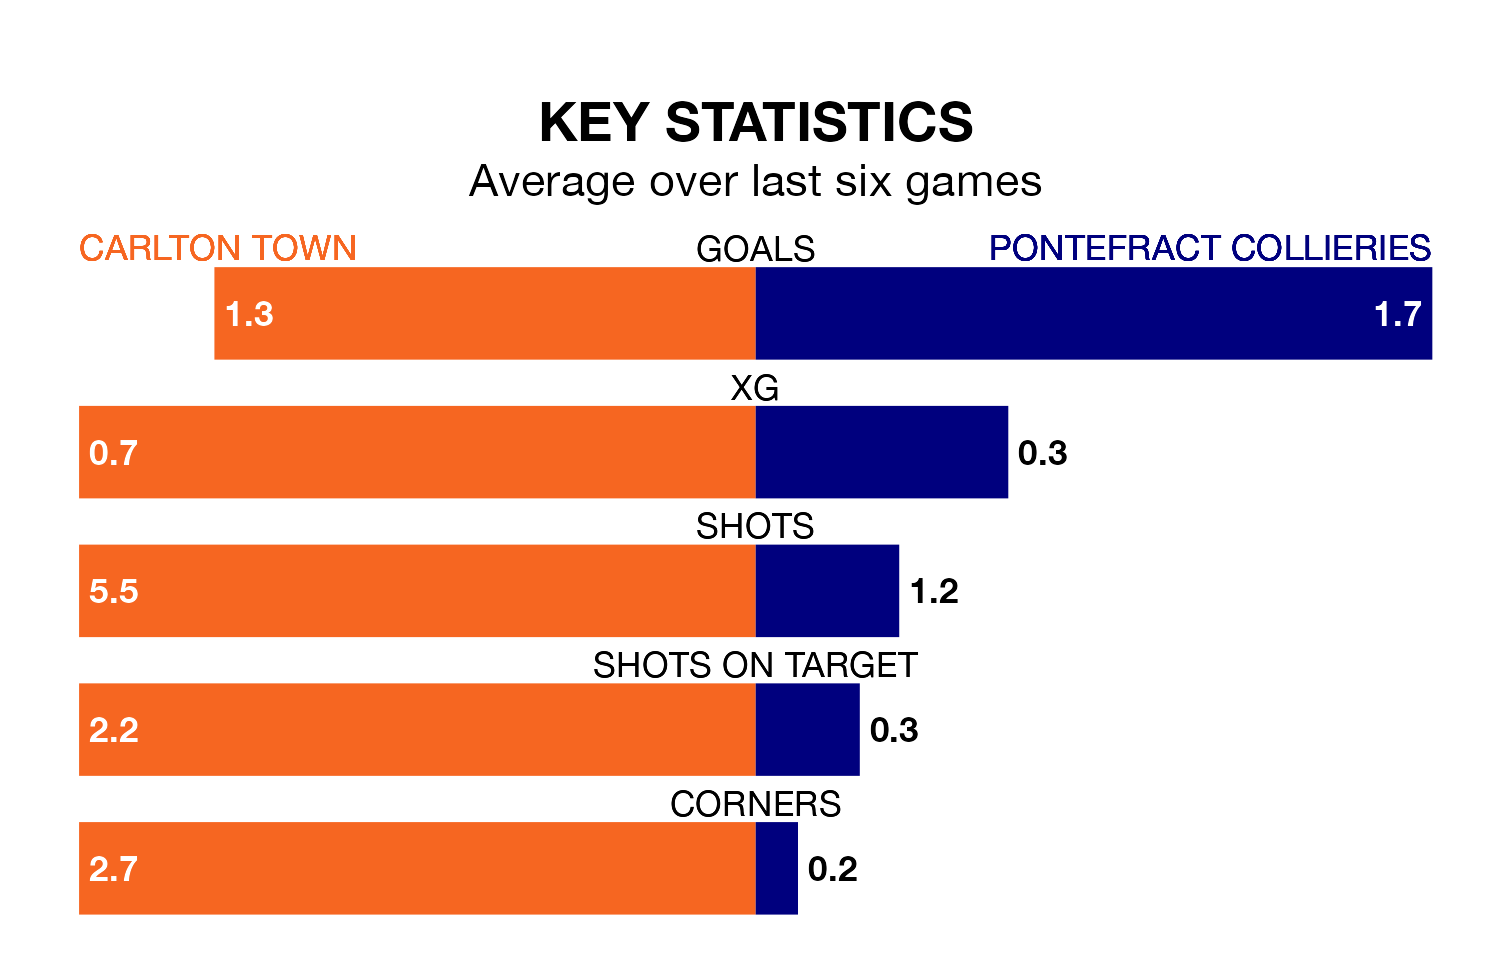 KEY STATISTICS
Average over last six games
CARLTON TOWN GOALS PONTEFRACT COLLIERIES
1.3 1.7
XG
0.7 0.3
SHOTS
5.5 1.2
SHOTS ON TARGET
2.2 0.3
CORNERS
2.7 0.2